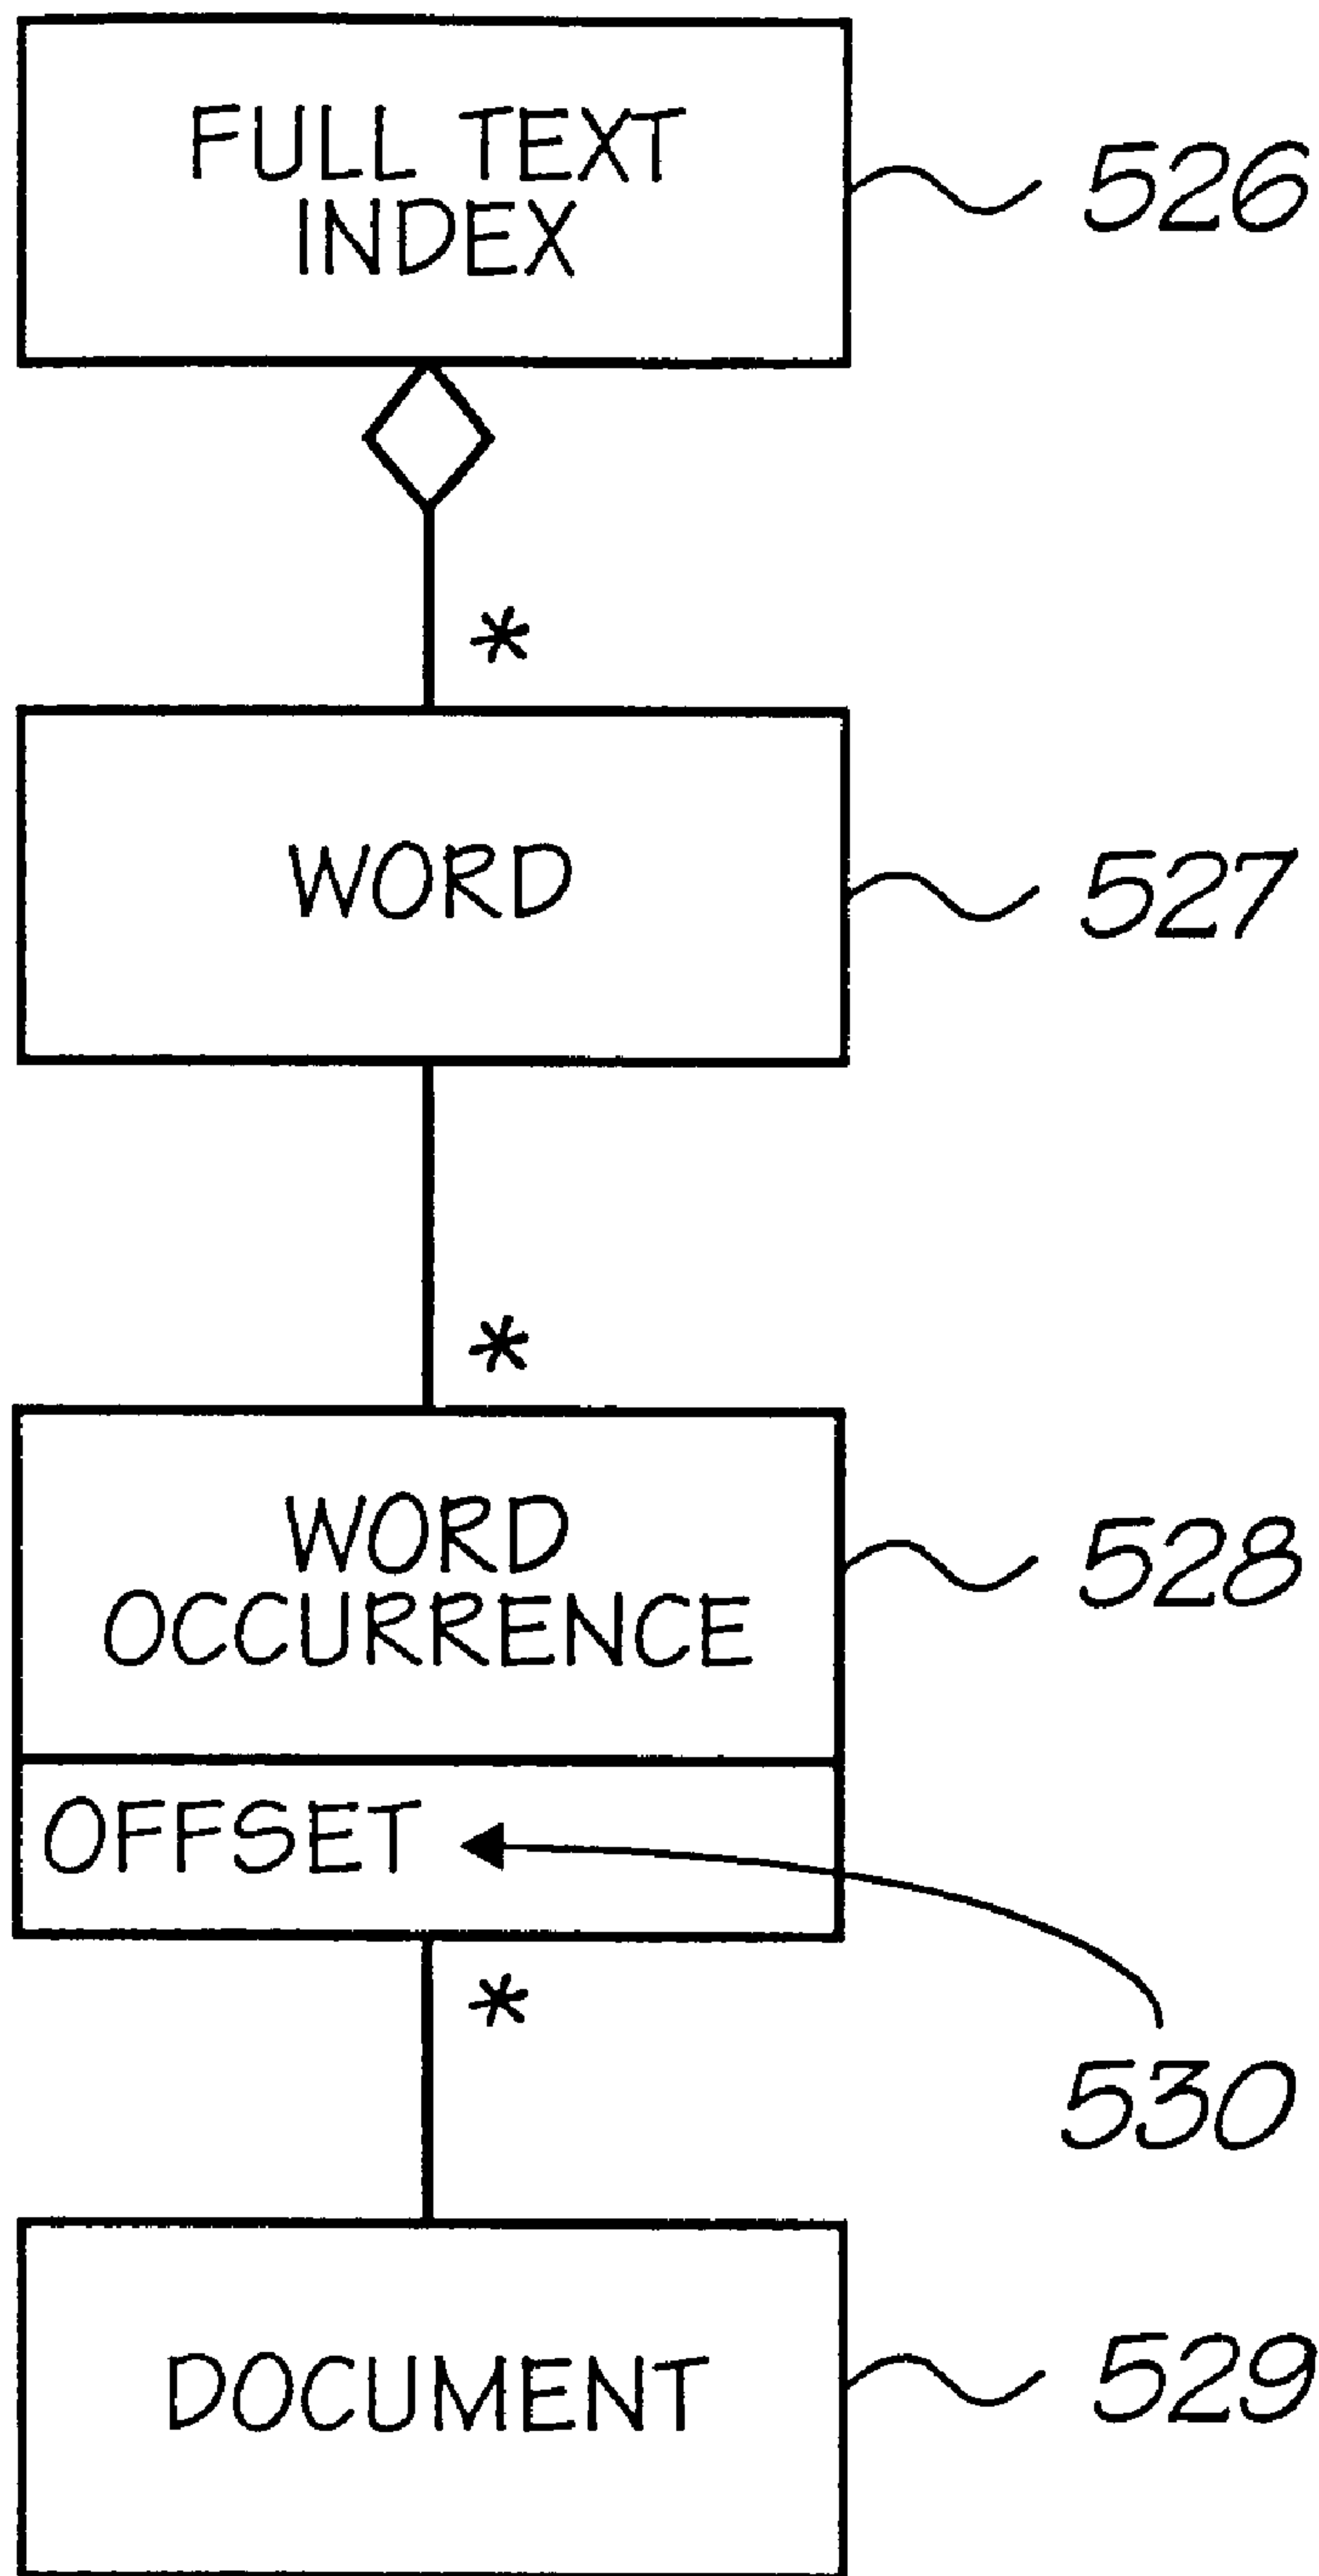 FULL TEXT
INDEX
526
*
WORD
527
*
WORD
OCCURRENCE
528
OFFSET
*
530
DOCUMENT
529